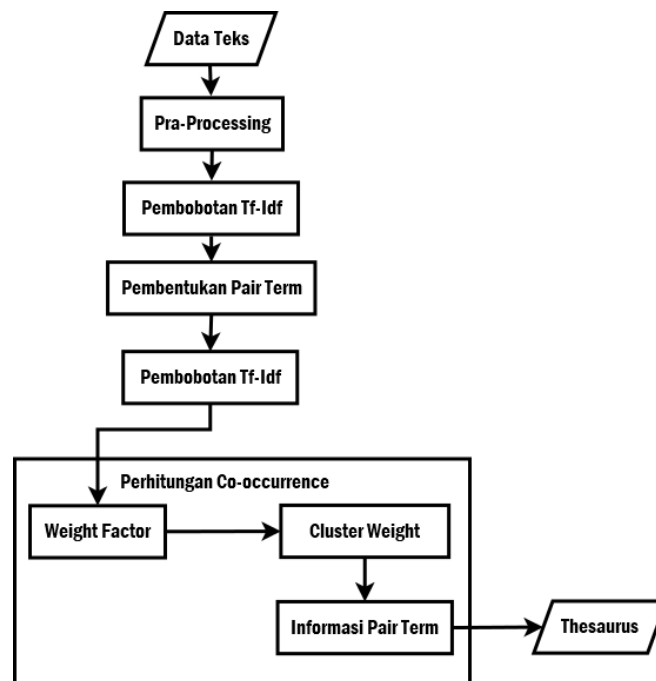 Data Teks
Pra-Processing
Pembobotan Tf-Idf
Pembentukan Pair Term
Pembobotan Tf-Idf
Perhitungan Co-occurrence
Weight Factor
Cluster Weight
Informasi Pair Term
Thesaurus